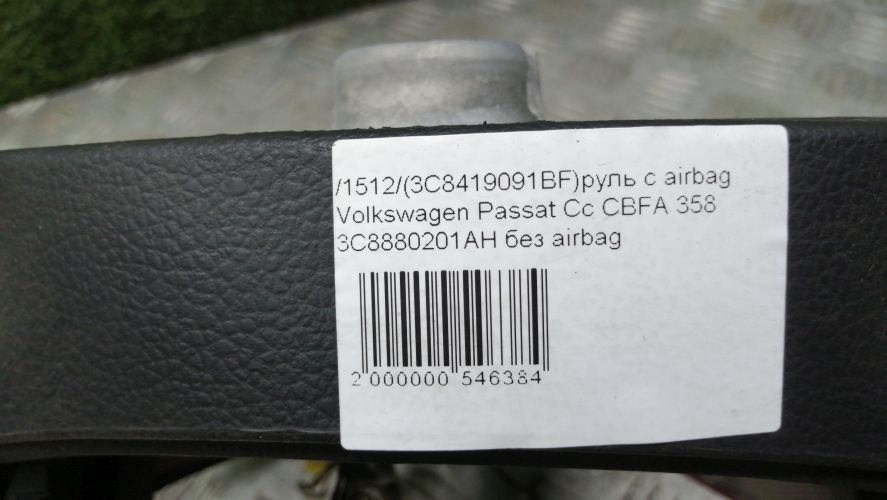 /1512/(3C8419091BF)руль с airbag
Volkswagen Passat Cc CBFA 358
3C8880201AH без airbag
2 000000 546384